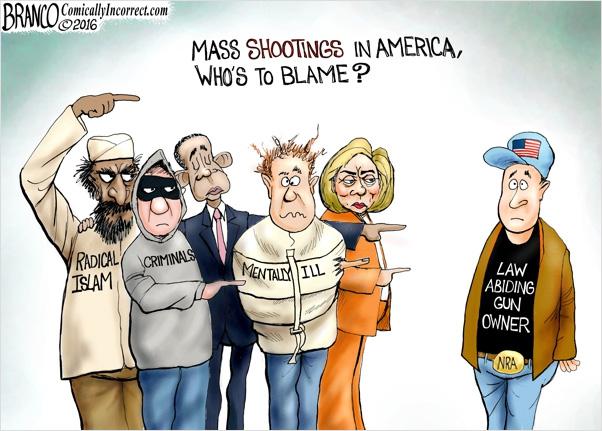 BRANCO ComicallyIncorrect.com
©2016
MASS SHOOTINGS IN AMERICA,
WHO'S TO BLAME?
RADICAL
ISLAM
CRIMINALS
MENTALLY ILL
LAW
ABIDING
GUN
OWNER
NRA